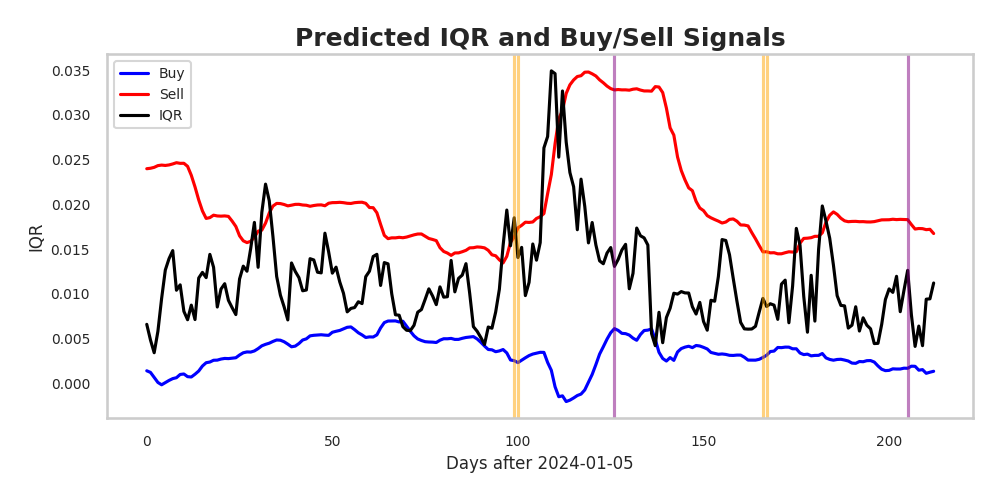 Predicted IQR and Buy/Sell Signals
Buy
Sell
IQR
0.035
0.030
0.025
0.020
0.015
0.010
0.005
0.000
IQR
0
50
100
150
200
Days after 2024-01-05